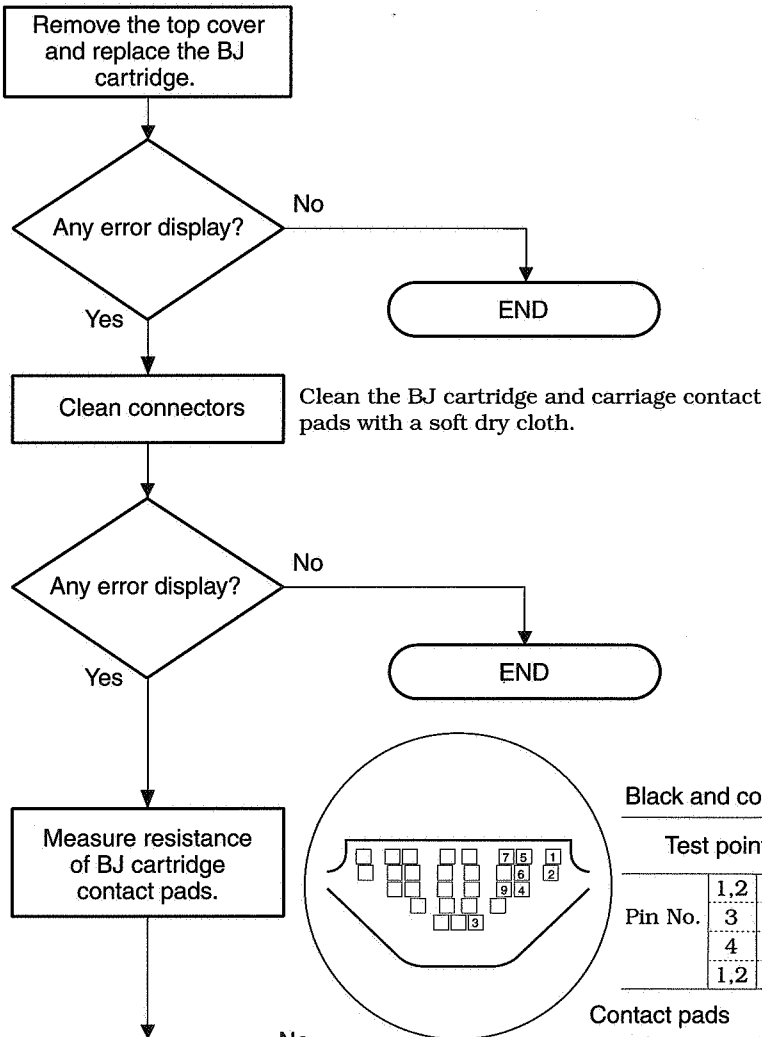 Remove the top cover
and replace the BJ
cartridge.
Any error display?
No
END
Yes
Clean connectors
Clean the BJ cartridge and carriage contact
pads with a soft dry cloth.
Any error display?
No
END
Yes
Measure resistance
of BJ cartridge
contact pads.
7 5 1
6 2
9 4
3
Black and co
Test poin
1,2
Pin No. 3
4
1,2
Contact pads